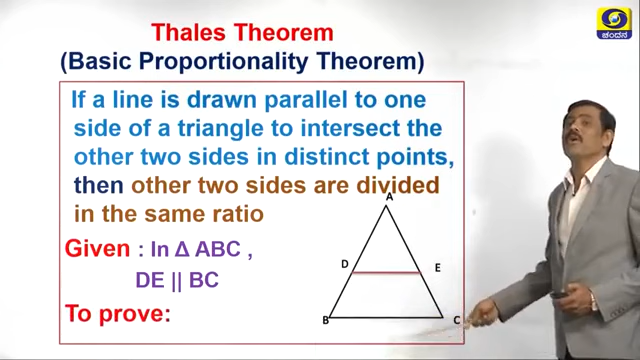 Thales Theorem
(Basic Proportionality Theorem)
If a line is drawn parallel to one
side of a triangle to intersect the
other two sides in distinct points,
then other two sides are divided
in the same ratio
Given : In Δ ABC ,
DE || BC
To prove:
A
D
E
B
C
ಚಂದನ